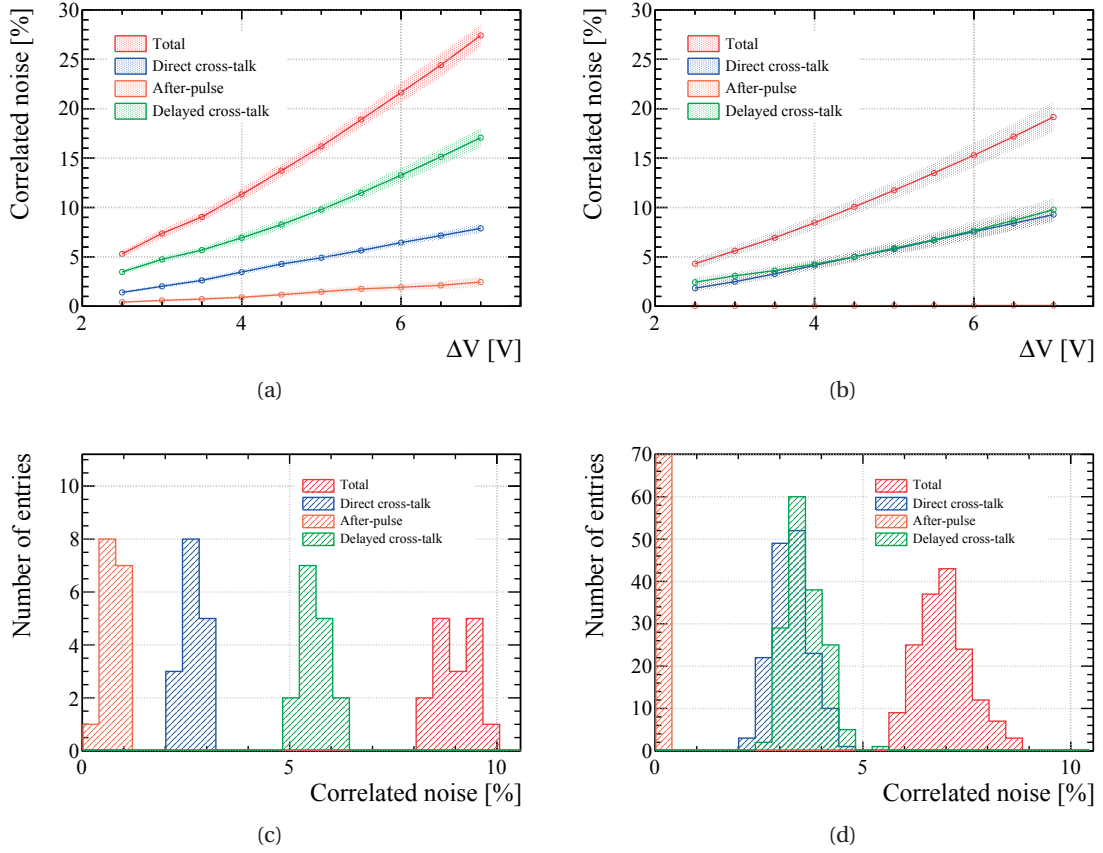 Correlated noise [%]
30
25
20
15
10
5
0
Total
Direct cross-talk
After-pulse
Delayed cross-talk
2
4
6
ΔV [V]
(a)
Correlated noise [%]
30
25
20
15
10
5
0
Total
Direct cross-talk
After-pulse
Delayed cross-talk
2
4
6
ΔV [V]
(b)
Number of entries
10
8
6
4
2
0
Total
Direct cross-talk
After-pulse
Delayed cross-talk
0
5
10
Correlated noise [%]
(c)
Number of entries
70
60
50
40
30
20
10
0
Total
Direct cross-talk
After-pulse
Delayed cross-talk
0
5
10
Correlated noise [%]
(d)